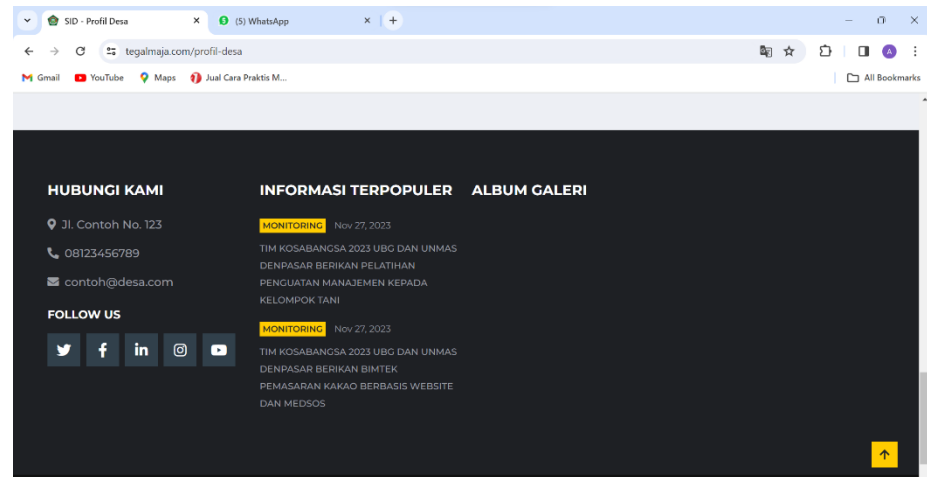 SID - Profil Desa
(5) WhatsApp
tegalmaja.com/profil-desa
A
Gmail
YouTube
Maps
Jual Cara Praktis M...
All Bookmarks
HUBUNGI KAMI
Jl. Contoh No. 123
08123456789
contoh@desa.com
FOLLOW US
INFORMASI TERPOPULER
MONITORING Nov 27, 2023
TIM KOSABANGSA 2023 UBG DAN UNMAS
DENPASAR BERIKAN PELATIHAN
PENGUATAN MANAJEMEN KEPADA
KELOMPOK TANI
MONITORING Nov 27, 2023
TIM KOSABANGSA 2023 UBG DAN UNMAS
DENPASAR BERIKAN BIMTEK
PEMASARAN KAKAO BERBASIS WEBSITE
DAN MEDSOS
ALBUM GALERI